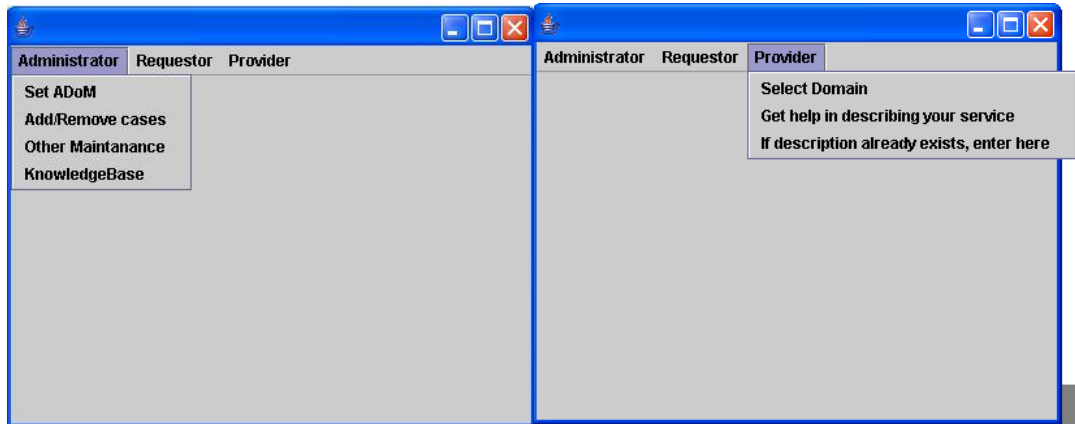 Administrator Requestor Provider
Set ADoM
Add/Remove cases
Other Maintanance
KnowledgeBase
Administrator Requestor Provider
Select Domain
Get help in describing your service
If description already exists, enter here